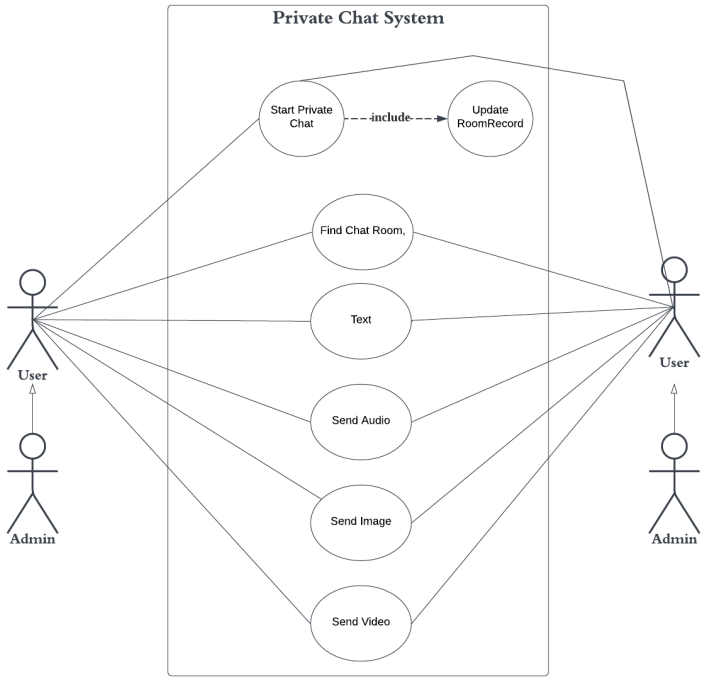 Private Chat System
Start Private
Chat
include
Update
RoomRecord
Find Chat Room,
Text
Send Audio
Send Image
Send Video
User
Admin
User
Admin